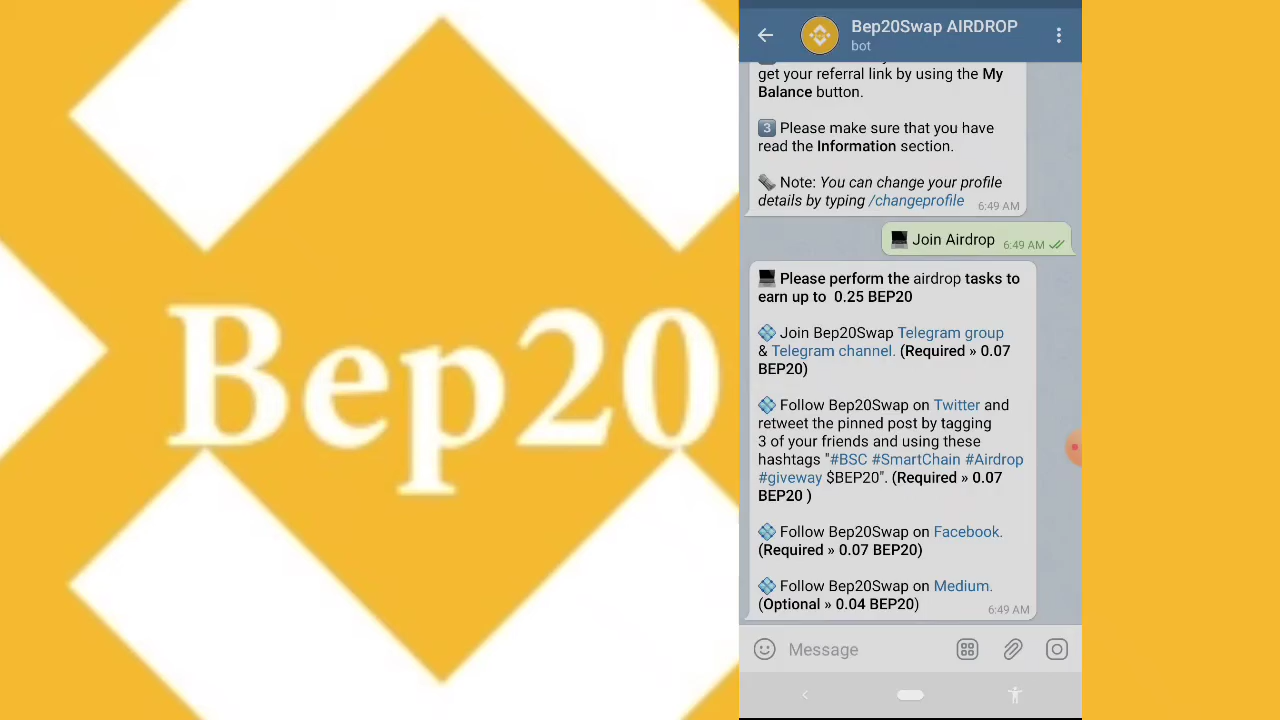 Bep20
Bep20Swap AIRDROP
bot
get your referral link by using the My
Balance button.
3 Please make sure that you have
read the Information section.
Note: You can change your profile
details by typing /changeprofile 6:49 AM
Join Airdrop 6:49 AM
Please perform the airdrop tasks to
earn up to 0.25 BEP20
Join Bep20Swap Telegram group
& Telegram channel. (Required » 0.07
BEP20)
Follow Bep20Swap on Twitter and
retweet the pinned post by tagging
3 of your friends and using these
hashtags "#BSC #SmartChain #Airdrop
#giveway $BEP20". (Required » 0.07
BEP20 )
Follow Bep20Swap on Facebook.
(Required » 0.07 BEP20)
Follow Bep20Swap on Medium.
(Optional » 0.04 BEP20) 6:49 AM
Message